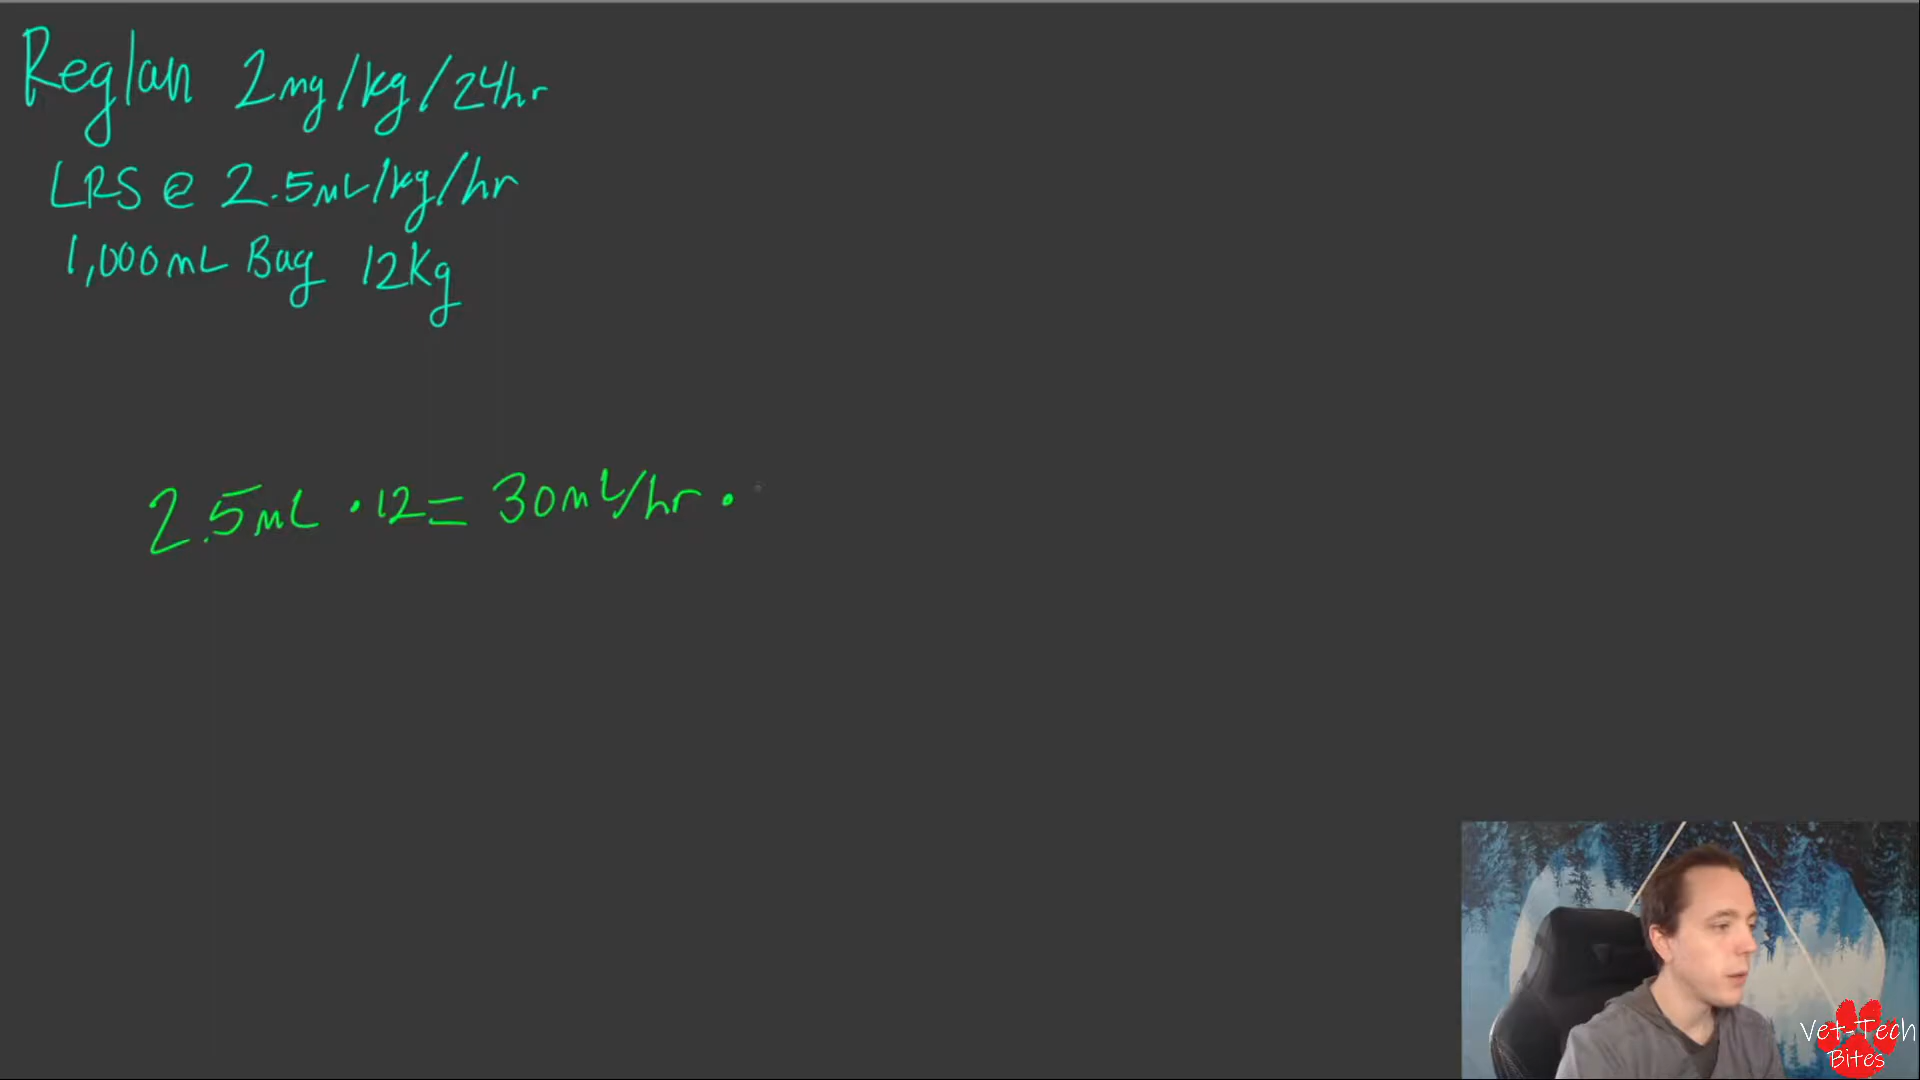 Reglan 2mg/kg/24hr
LRS @ 2.5mL/kg/hr
1,000mL Bag 12Kg
2.5mL · 12 = 30mL/hr ·
Vet-Tech
Bites